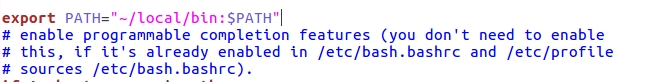 export PATH="~/local/bin:$PATH"
# enable programmable completion features (you don't need to enable
# this, if it's already enabled in /etc/bash.bashrc and /etc/profile
# sources /etc/bash.bashrc).